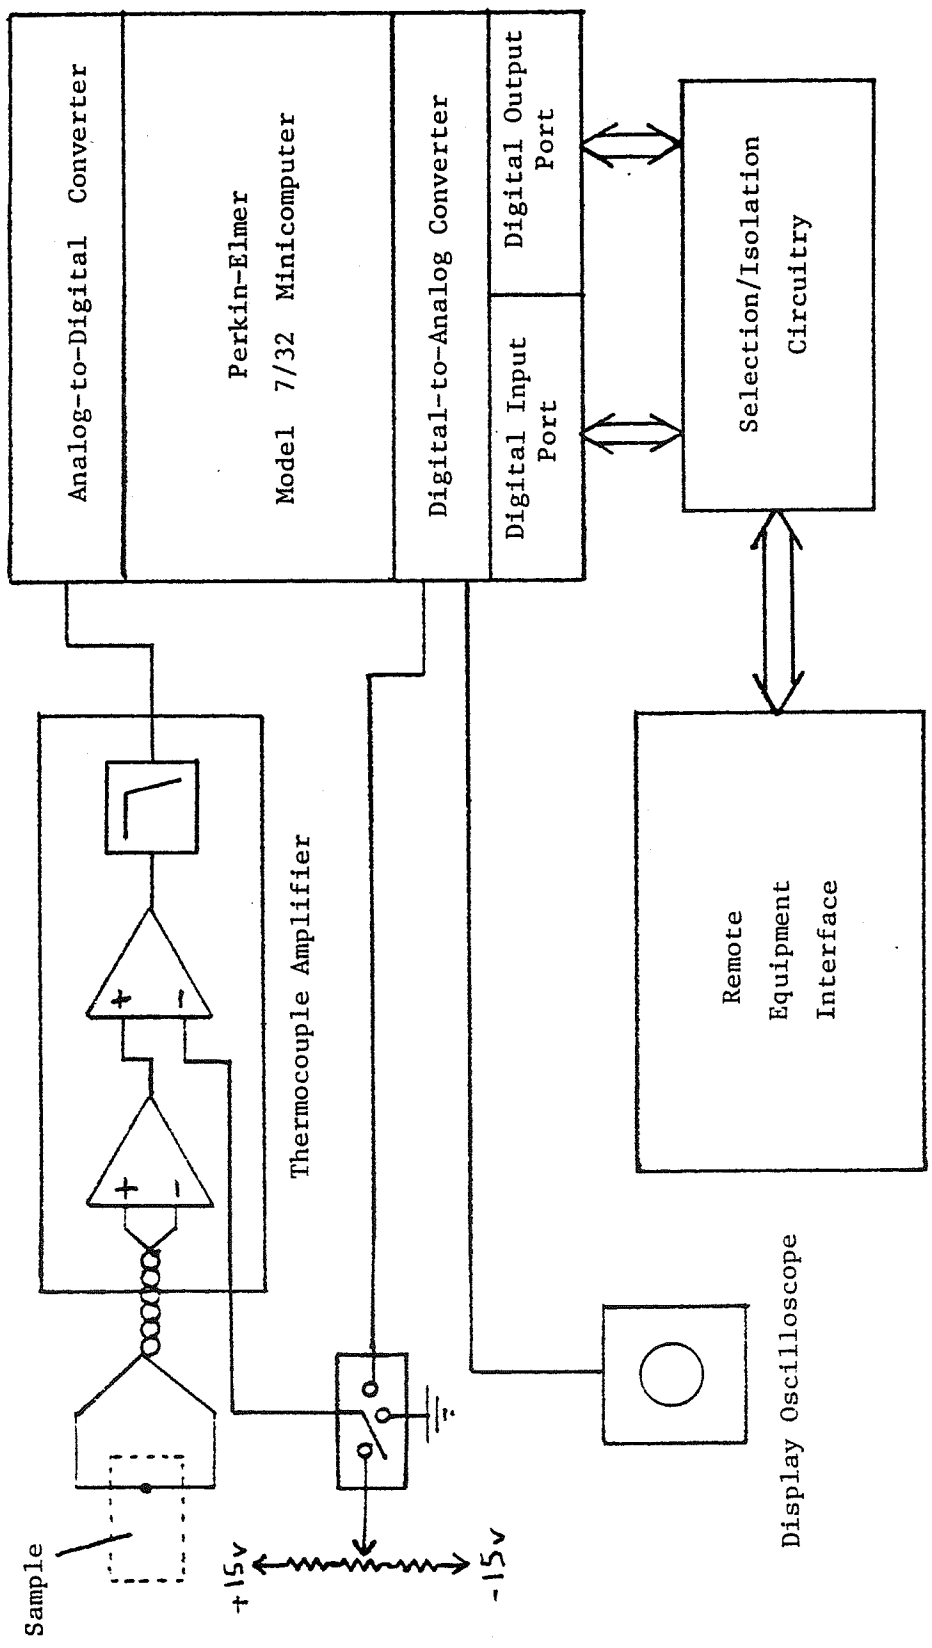 Sample
+15v
-15v
+
-
+
-
Thermocouple Amplifier
Analog-to-Digital Converter
Perkin-Elmer
Model 7/32 Minicomputer
Digital-to-Analog Converter
Digital Input
Port
Digital Output
Port
Selection/Isolation
Circuitry
Remote
Equipment
Interface
Display Oscilloscope